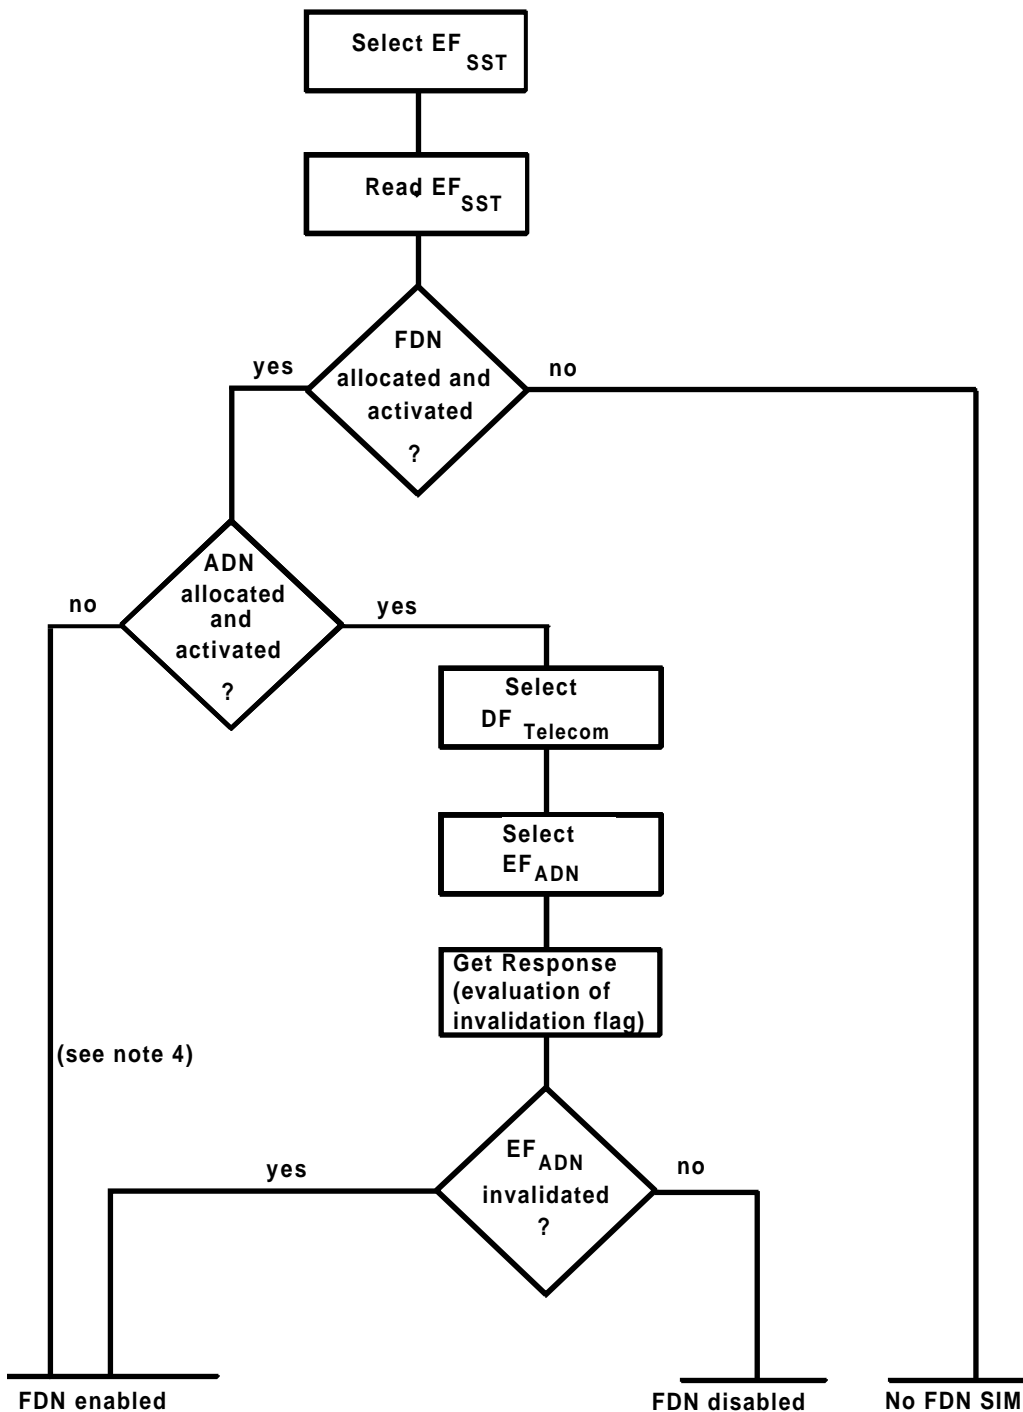 Select EF SST
Read EF SST
FDN
allocated and
activated
?
yes
no
ADN
allocated
and
activated
?
no
yes
Select
DF Telecom
Select
EF ADN
Get Response
(evaluation of
invalidation flag)
(see note 4)
EF ADN
invalidated
?
yes
no
FDN enabled
FDN disabled
No FDN SIM